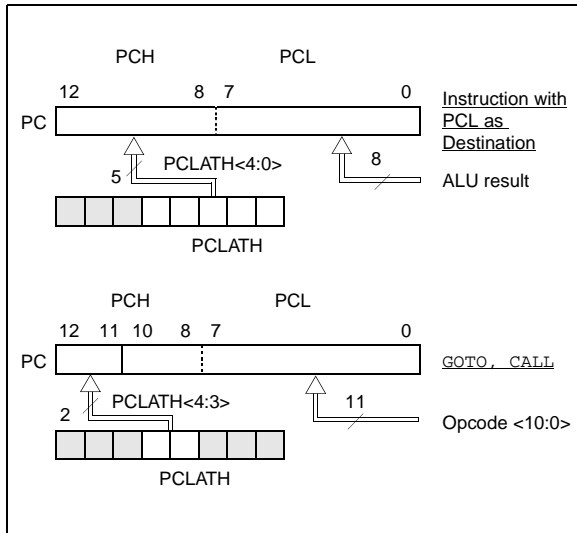 PCH PCL
12 8 7 0
PC
Instruction with
PCL as
Destination
5
PCLATH<4:0>
8
ALU result
PCLATH
PCH PCL
12 11 10 8 7 0
PC
GOTO, CALL
2
PCLATH<4:3>
11
Opcode <10:0>
PCLATH